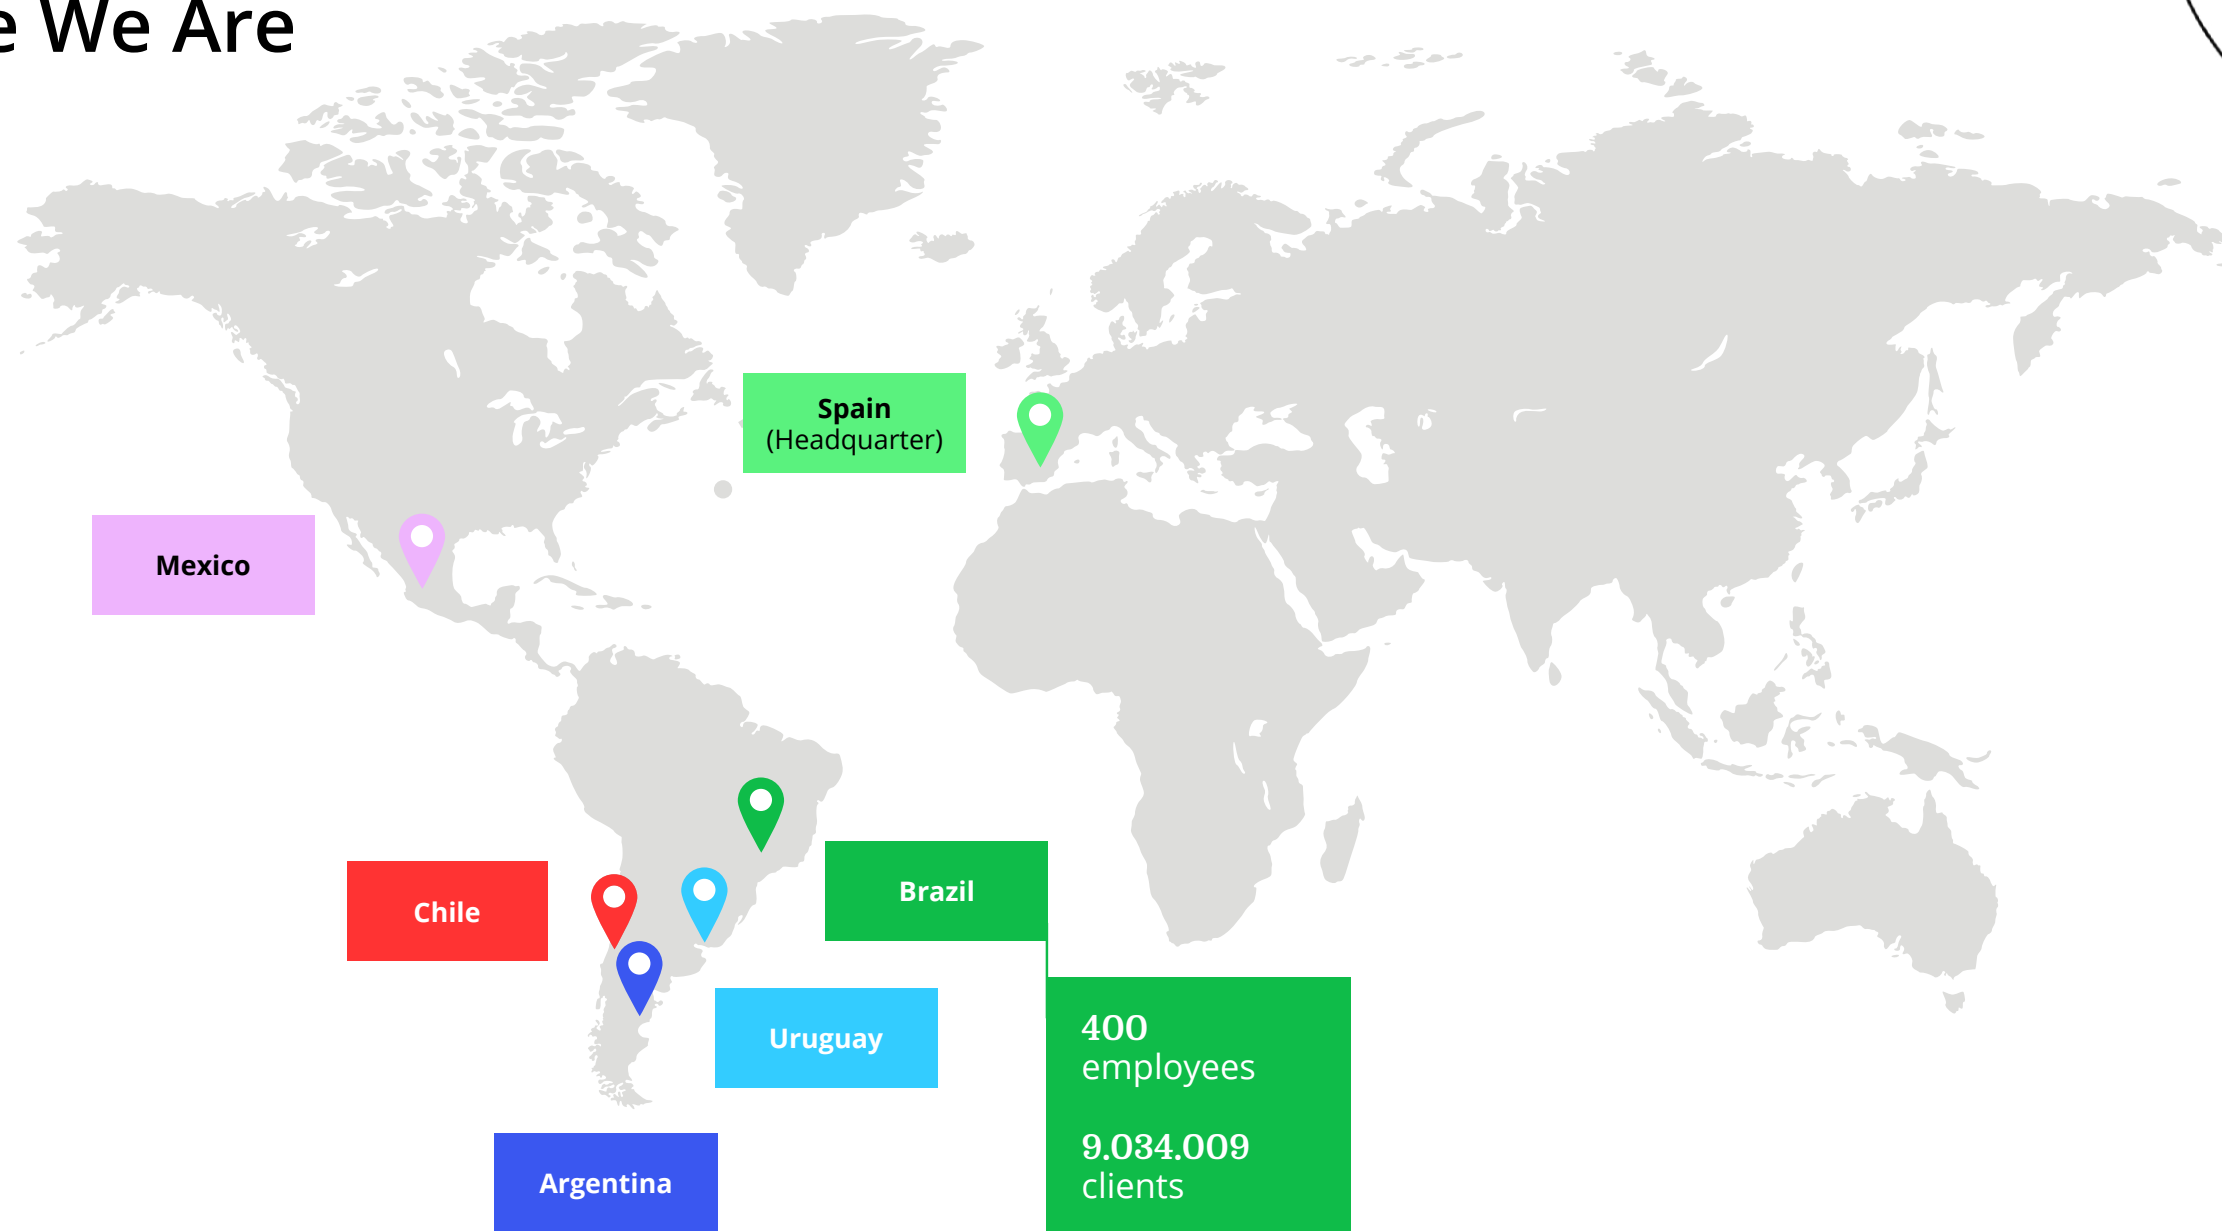 e We Are
Spain
(Headquarter)
Mexico
Brazil
Chile
Uruguay
400
employees
9.034.009
clients
Argentina